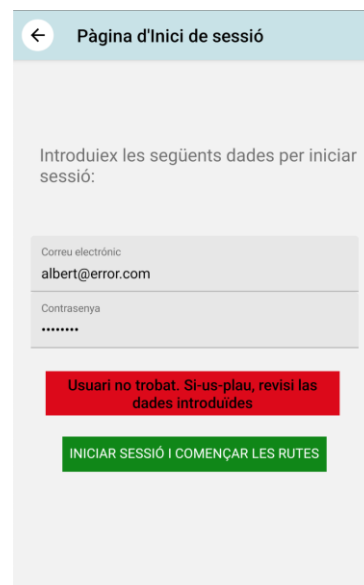 Pàgina d'Inici de sessió
Introduiex les següents dades per iniciar
sessió:
Correu electrónic
albert@error.com
Contrasenya
••••••••
Usuari no trobat. Si-us-plau, revisi las
dades introduïdes
INICIAR SESSIÓ I COMENÇAR LES RUTES